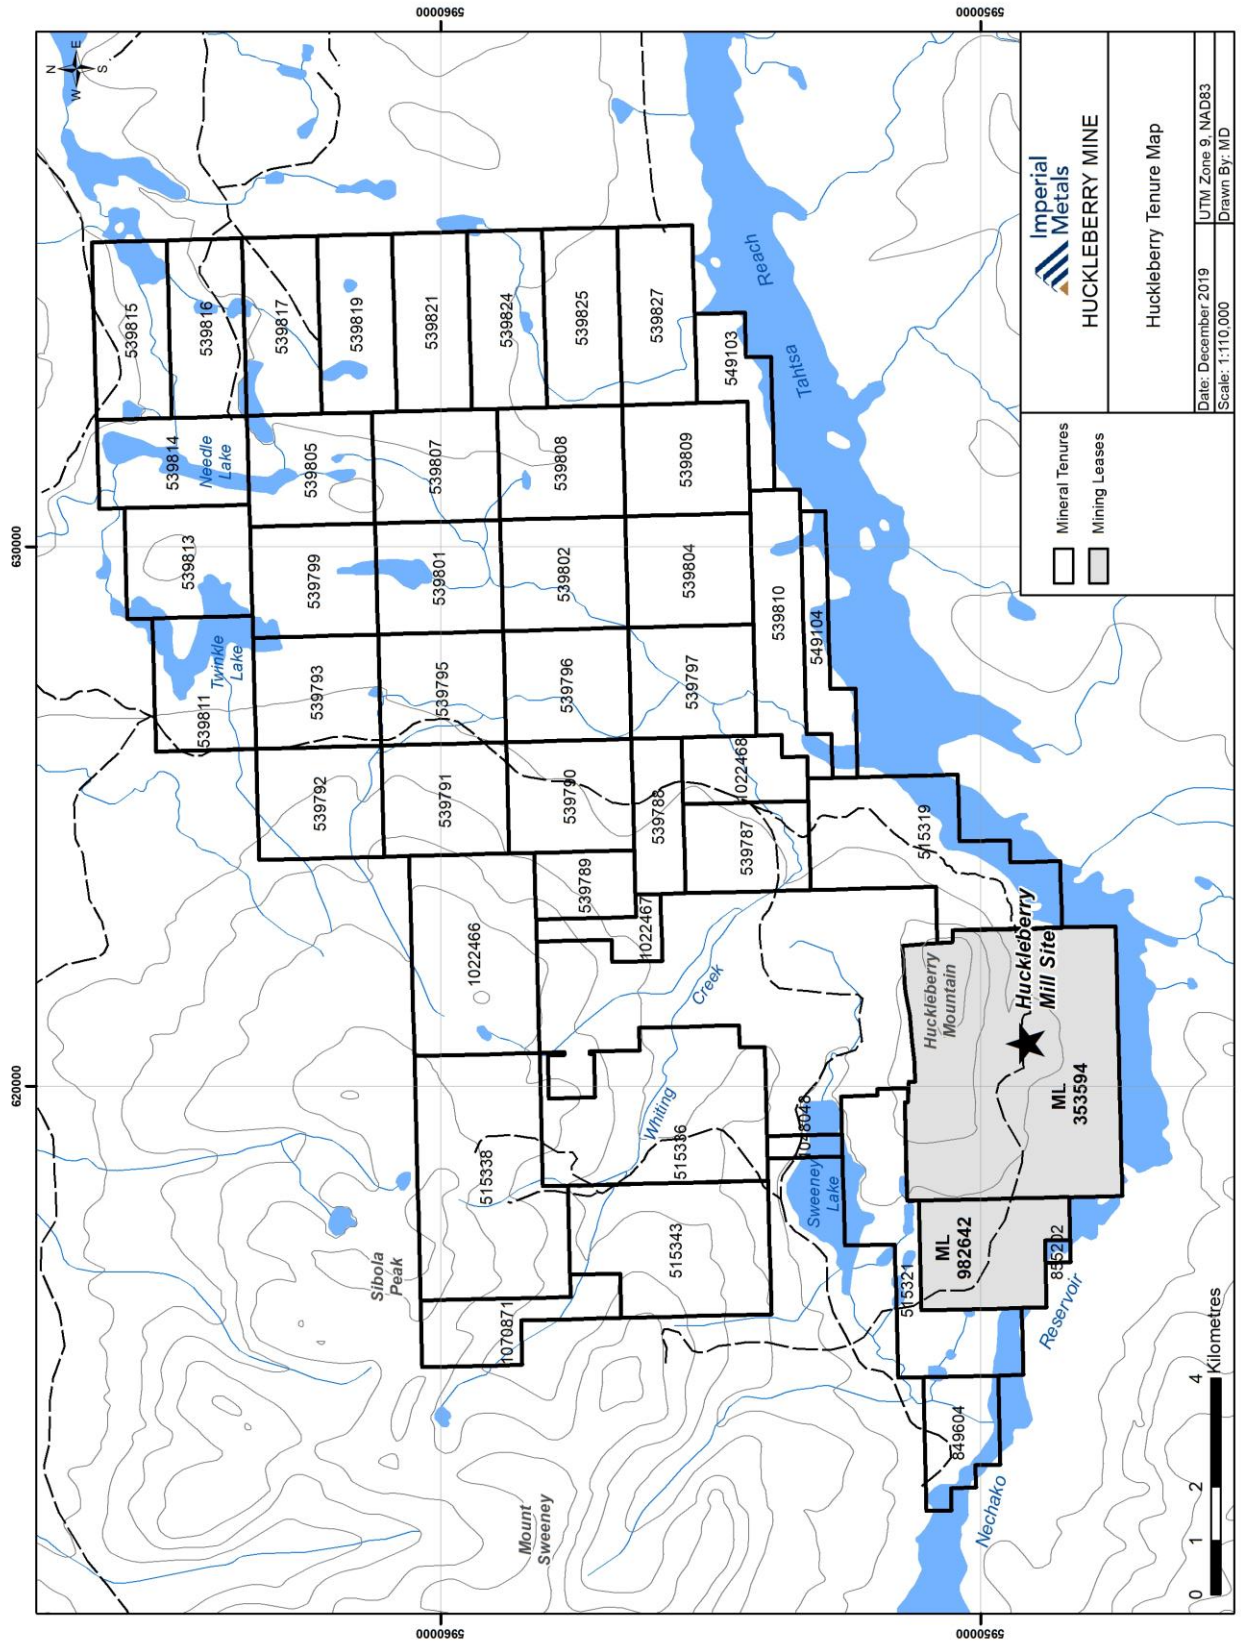 620000
630000
5960000
5960000
5950000
5950000
N
W
E
S
539815
539816
539817
539819
539821
539824
539825
539827
549103
539814
Needle
Lake
539805
539807
539808
539809
539813
539799
539801
539802
539804
539810
549104
Twinkle
Lake
539811
539793
539795
539796
539797
539792
539791
539790
539788
1022468
539787
539789
1022467
515319
1022466
515338
515336
515343
1070871
1048048
515321
855202
849604
Sibola
Peak
Mount
Sweeney
Whiting
Creek
Sweeney
Lake
Huckleberry
Mountain
Huckleberry
Mill Site
ML
353594
ML
982642
Tahtsa
Reach
Nechako
Reservoir
0 1 2 4
Kilometres
Mineral Tenures
Mining Leases
Imperial
Metals
HUCKLEBERRY MINE
Huckleberry Tenure Map
Date: December 2019
UTM Zone 9, NAD83
Scale: 1:110,000
Drawn By: MD